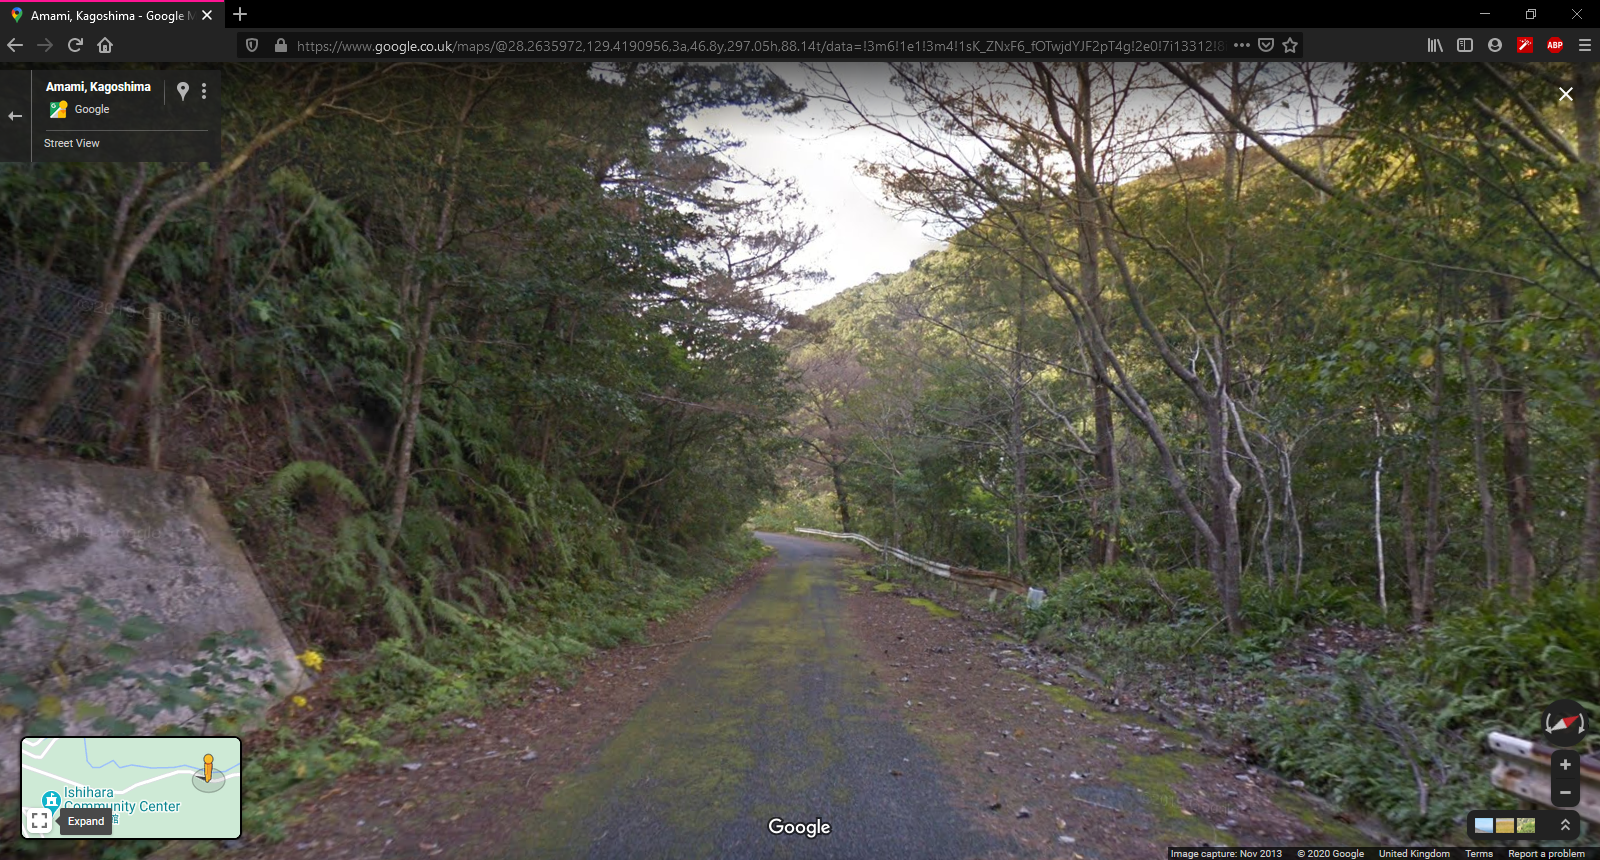 Amami, Kagoshima - Google M
https://www.google.co.uk/maps/@28.2635972,129.4190956,3a,46.8y,297.05h,88.14t/data=!3m6!1e1!3m4!1sK_ZNxF6_fOTwjdYJF2pT4g!2e0!7i13312!8
ABP
Amami, Kagoshima
Google
Street View
Ishihara
Community Center
館
Expand
Google
Image capture: Nov 2013 © 2020 Google United Kingdom Terms Report a problem